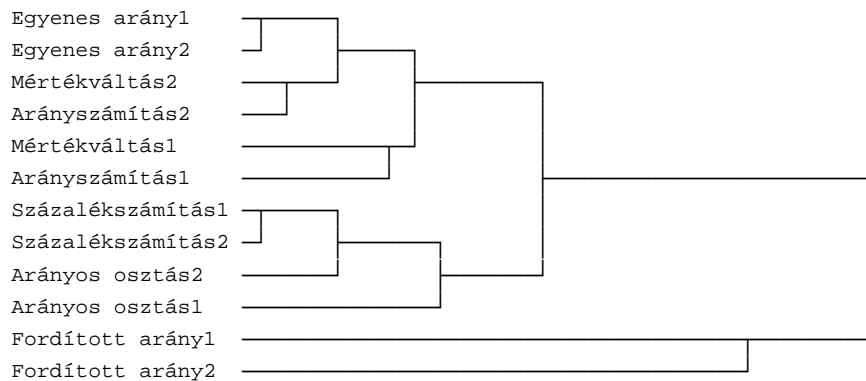 Egyenes arány1
Egyenes arány2
Mértékváltás2
Arányszámítás2
Mértékváltás1
Arányszámítás1
Százalékszámítás1
Százalékszámítás2
Arányos osztás2
Arányos osztás1
Fordított arány1
Fordított arány2